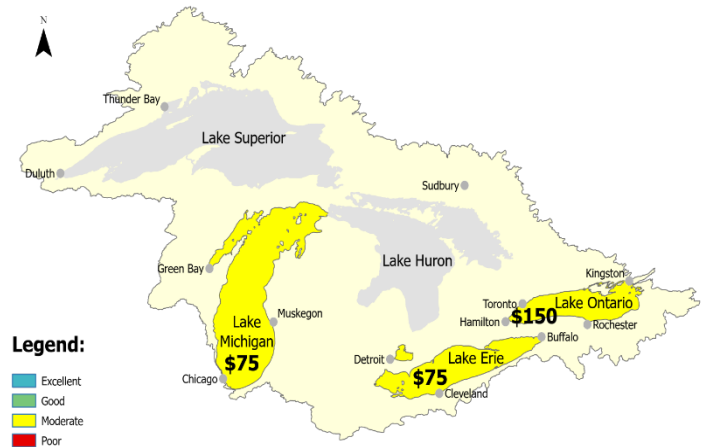 N
Thunder Bay
Lake Superior
Duluth
Sudbury
Green Bay
Lake Huron
Kingston
Toronto
Lake Ontario
Hamilton
$150
Rochester
Muskegon
Lake
Michigan
$75
Buffalo
Detroit
Lake Erie
$75
Chicago
Cleveland
Legend:
Excellent
Good
Moderate
Poor